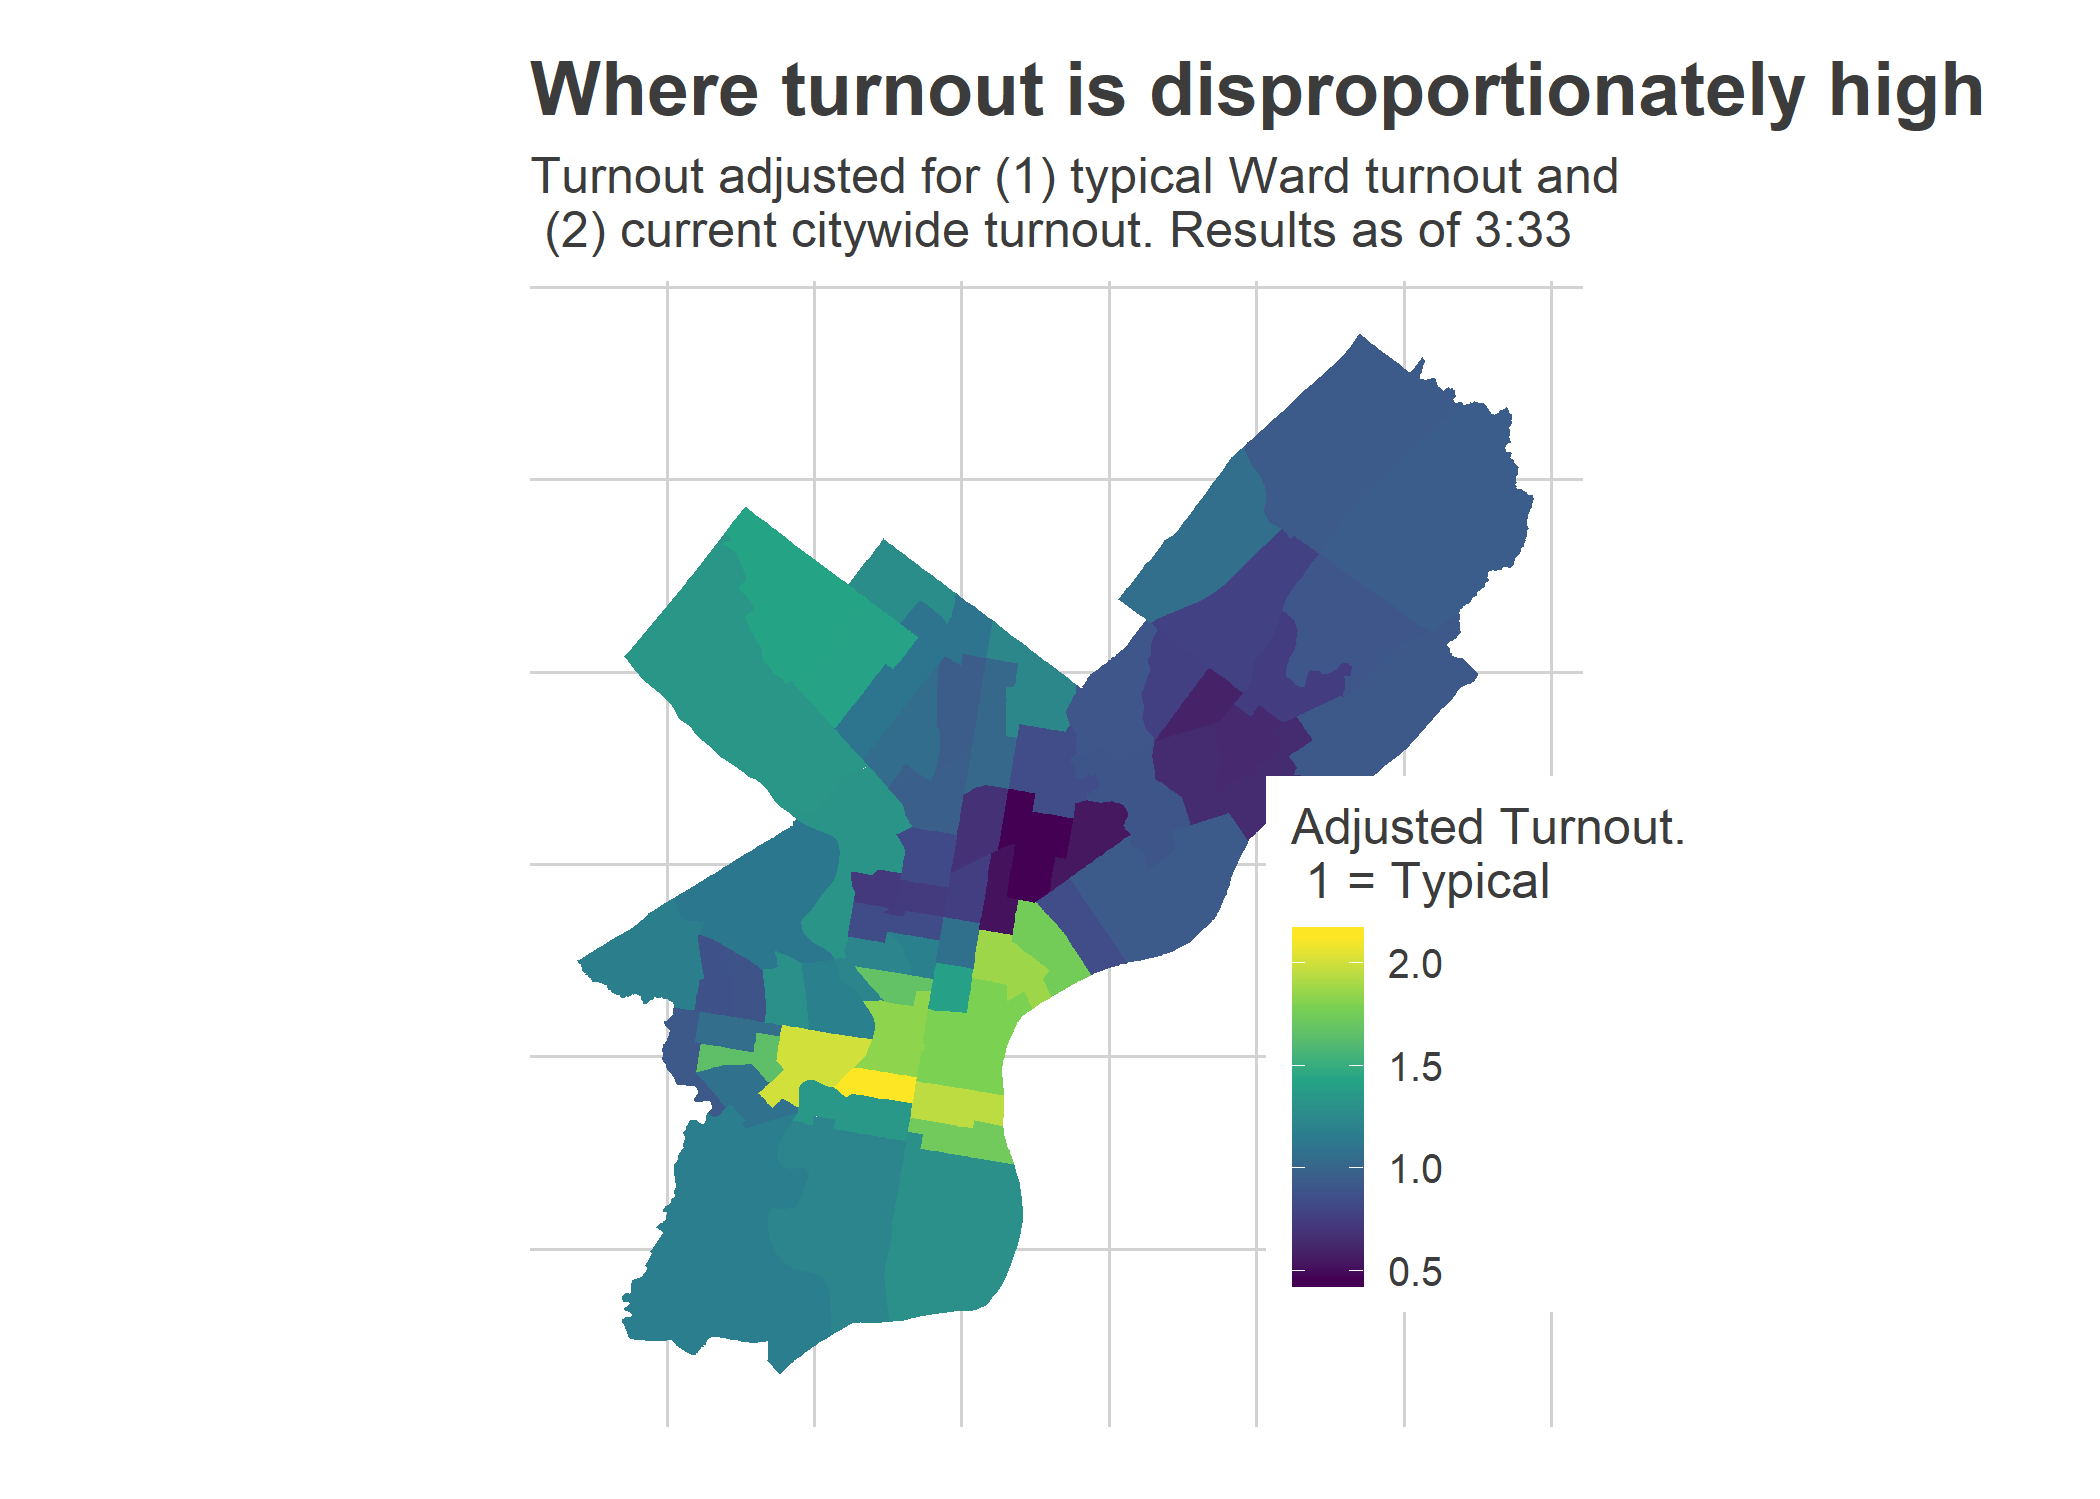 Where turnout is disproportionately high
Turnout adjusted for (1) typical Ward turnout and
(2) current citywide turnout. Results as of 3:33
Adjusted Turnout.
1 = Typical
2.0
1.5
1.0
0.5